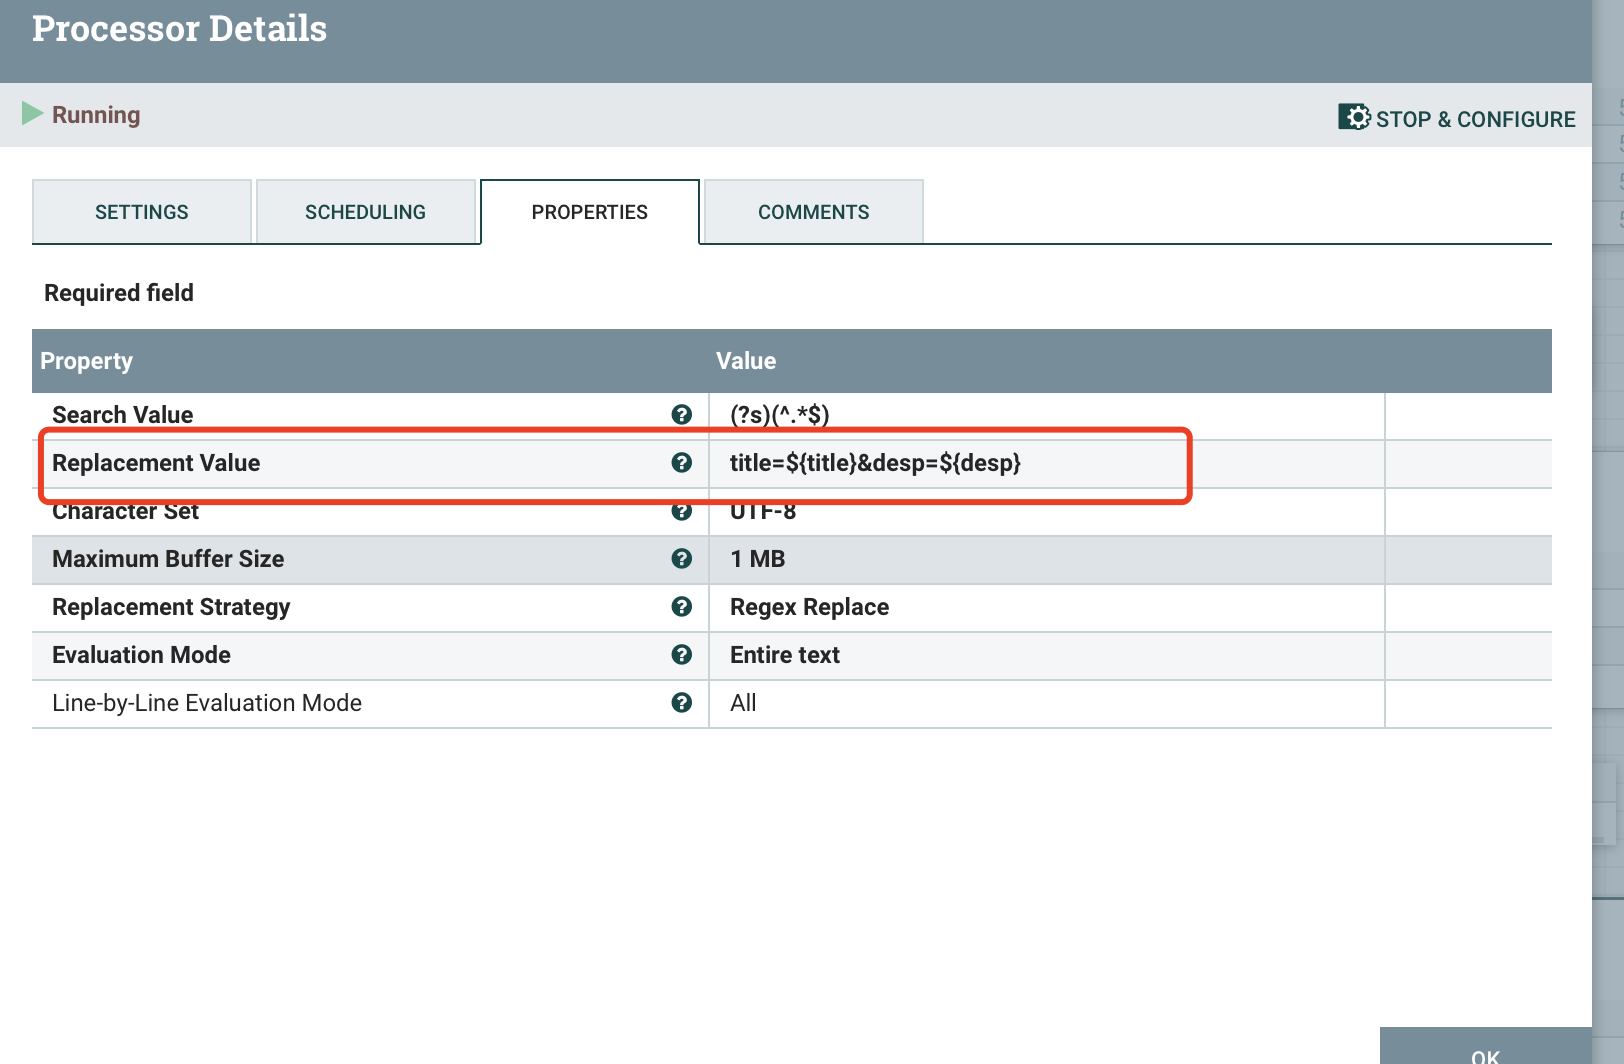 Processor Details
Running
STOP & CONFIGURE
SETTINGS SCHEDULING PROPERTIES COMMENTS
Required field
Property Value
Search Value ? (?s)(^.*$)
Replacement Value ? title=${title}&desp=${desp}
Character Set ? UTF-8
Maximum Buffer Size ? 1 MB
Replacement Strategy ? Regex Replace
Evaluation Mode ? Entire text
Line-by-Line Evaluation Mode ? All
OK